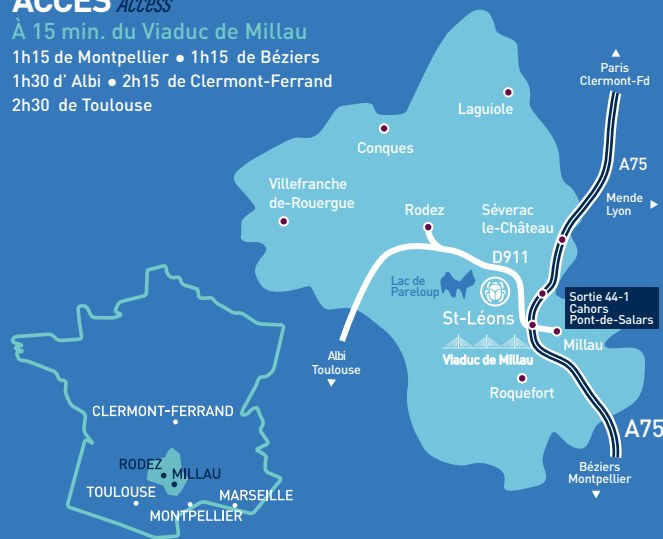 ACCÈS Access
À 15 min. du Viaduc de Millau
1h15 de Montpellier ● 1h15 de Béziers
1h30 d' Albi ● 2h15 de Clermont-Ferrand
2h30 de Toulouse
Paris
Clermont-Fd
Laguiole
Conques
A75
Mende
Lyon
Villefranche
de-Rouergue
Rodez
Séverac
le-Château
D911
Lac de
Pareloup
Sortie 44-1
Cahors
Pont-de-Salars
St-Léons
Millau
Viaduc de Millau
Albi
Toulouse
Roquefort
A75
Béziers
Montpellier
CLERMONT-FERRAND
RODEZ
MILLAU
TOULOUSE
MARSEILLE
MONTPELLIER